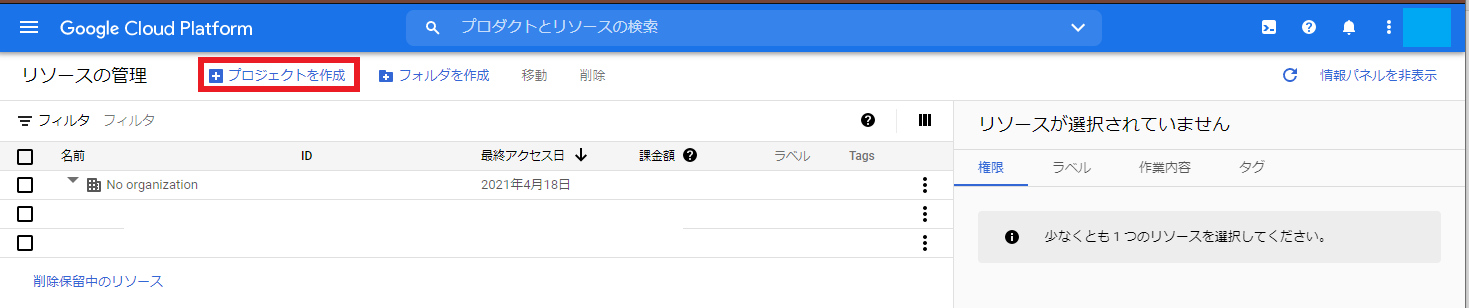 Google Cloud Platform プロダクトとリソースの検索
リソースの管理 プロジェクトを作成 フォルダを作成 移動 削除 情報パネルを非表示
フィルタ フィルタ
名前 ID 最終アクセス日 課金額 ラベル Tags
No organization 2021年4月18日
削除保留中のリソース
リソースが選択されていません
権限 ラベル 作業内容 タグ
少なくとも1つのリソースを選択してください。